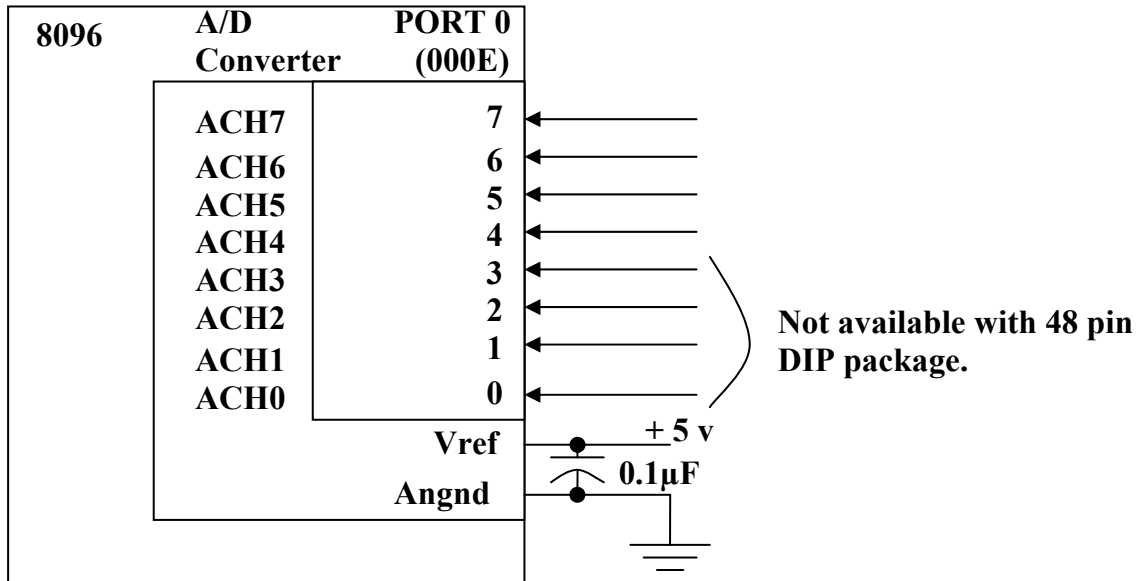 8096
A/D
Converter
PORT 0
(000E)
ACH7
7
ACH6
6
ACH5
5
ACH4
4
ACH3
3
ACH2
2
ACH1
1
ACH0
0
Not available with 48 pin
DIP package.
Vref
+ 5 v
0.1µF
Angnd